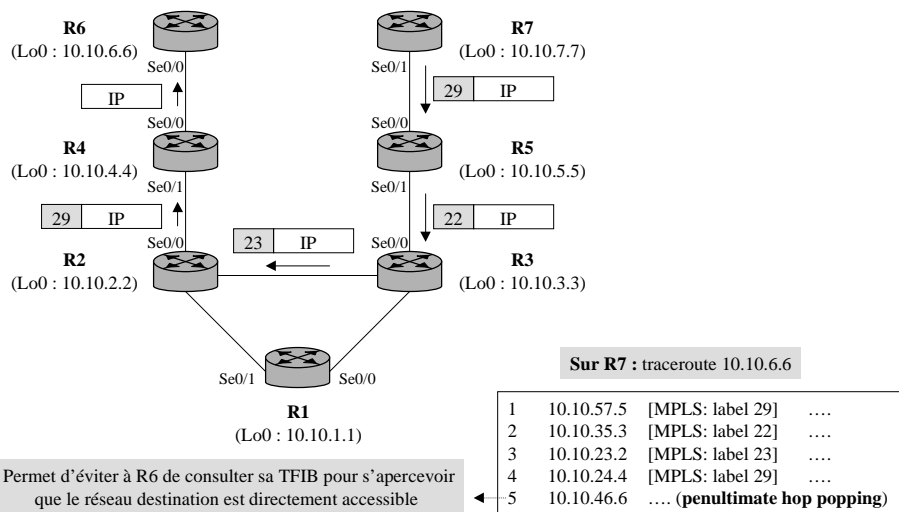 R6
(Lo0 : 10.10.6.6)
R7
(Lo0 : 10.10.7.7)
Se0/0
Se0/1
IP
29 IP
Se0/0
Se0/0
R4
(Lo0 : 10.10.4.4)
R5
(Lo0 : 10.10.5.5)
Se0/1
Se0/1
29 IP
22 IP
23 IP
Se0/0
Se0/0
R2
(Lo0 : 10.10.2.2)
R3
(Lo0 : 10.10.3.3)
Se0/1
Se0/0
R1
(Lo0 : 10.10.1.1)
Sur R7 : traceroute 10.10.6.6
1 10.10.57.5 [MPLS: label 29] ....
2 10.10.35.3 [MPLS: label 22] ....
3 10.10.23.2 [MPLS: label 23] ....
4 10.10.24.4 [MPLS: label 29] ....
5 10.10.46.6 .... (penultimate hop popping)
Permet d'éviter à R6 de consulter sa TFIB pour s'apercevoir
que le réseau destination est directement accessible